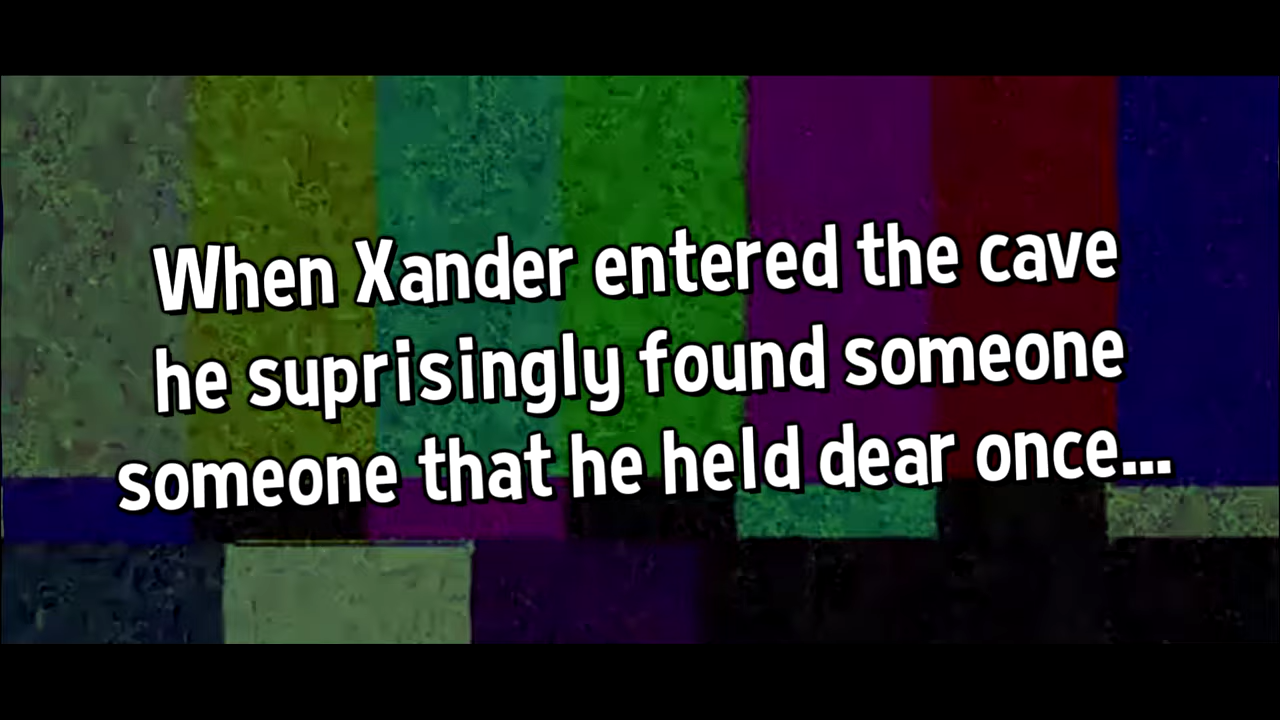 When Xander entered the cave
he suprisingly found someone
someone that he held dear once...